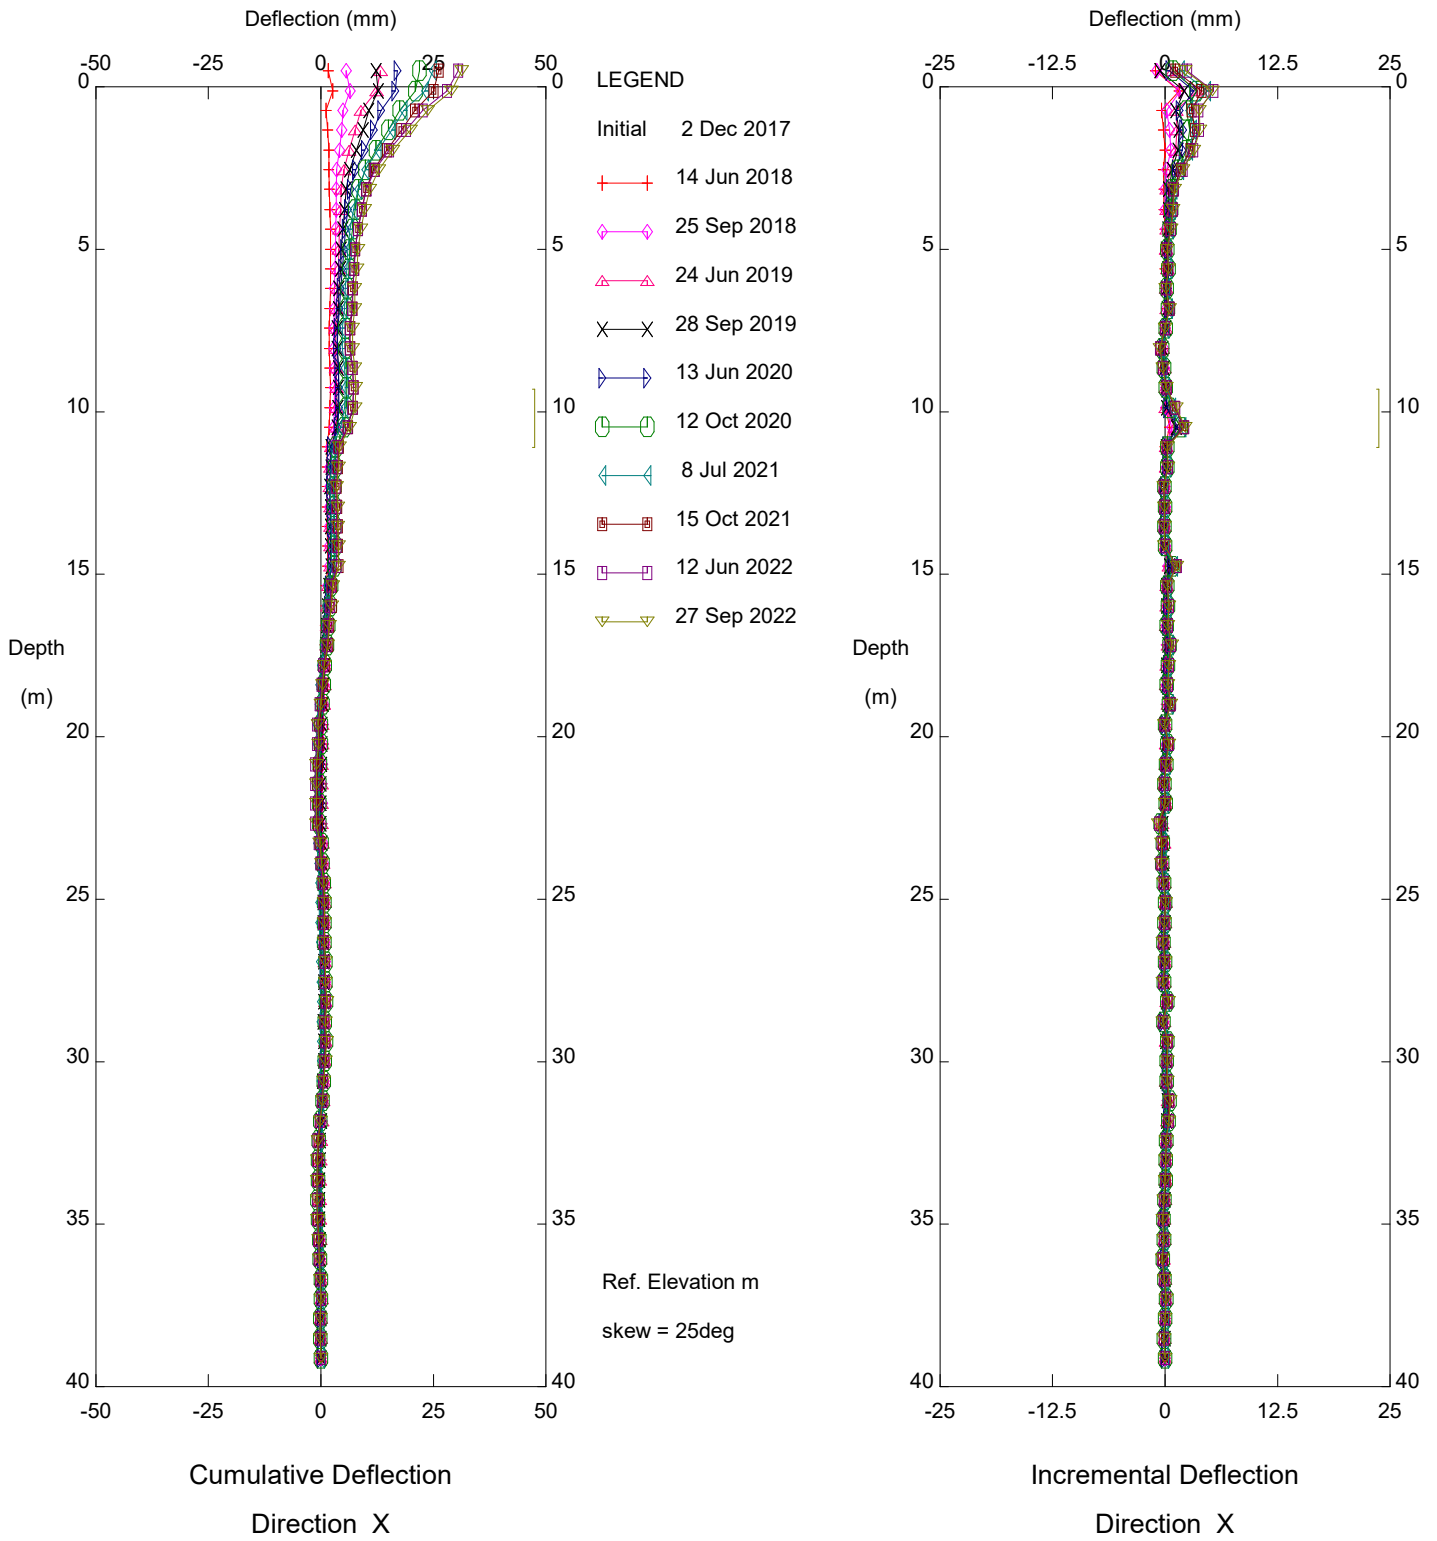 Deflection (mm)
-50 -25 0 25 50
0 0
5 5
10 10
15 15
20 20
25 25
30 30
35 35
40 40
-50 -25 0 25 50
Depth
(m)
Cumulative Deflection
Direction X
LEGEND
Initial 2 Dec 2017
14 Jun 2018
25 Sep 2018
24 Jun 2019
28 Sep 2019
13 Jun 2020
12 Oct 2020
8 Jul 2021
15 Oct 2021
12 Jun 2022
27 Sep 2022
Ref. Elevation m
skew = 25deg
Deflection (mm)
-25 -12.5 0 12.5 25
0 0
5 5
10 10
15 15
20 20
25 25
30 30
35 35
40 40
-25 -12.5 0 12.5 25
Depth
(m)
Incremental Deflection
Direction X